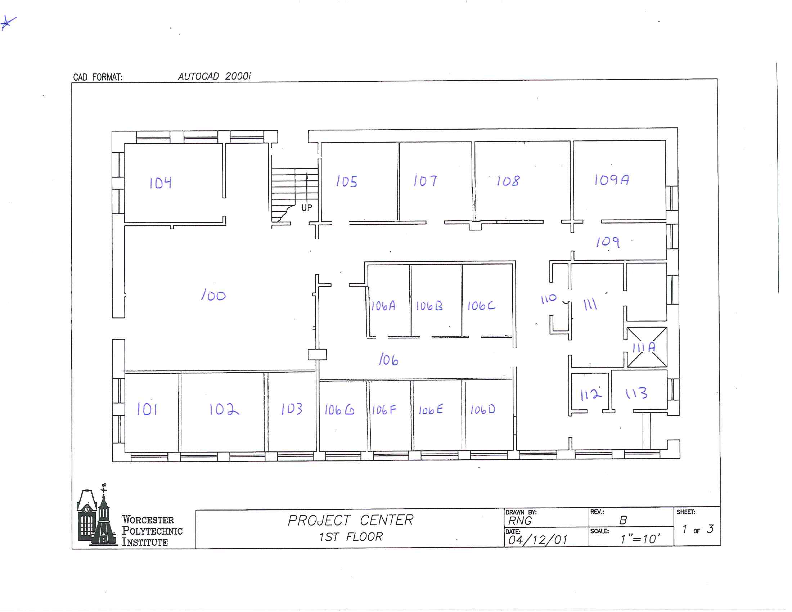 CAD FORMAT: AUTOCAD 2000i
104
105
107
108
109A
UP
109
100
106A
106B
106C
110
111
111A
106
101
102
103
106G
106F
106E
106D
112
113
WORCESTER
POLYTECHNIC
INSTITUTE
PROJECT CENTER
1ST FLOOR
DRAWN BY:
RNG
DATE:
04/12/01
REV.:
B
SCALE:
1"=10'
SHEET:
1 OF 3